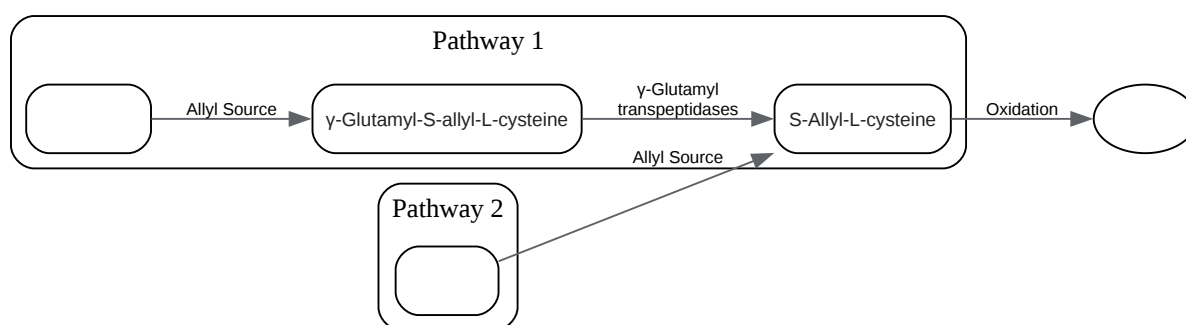 Pathway 1
Allyl Source
γ-Glutamyl-S-allyl-L-cysteine
γ-Glutamyl
transpeptidases
S-Allyl-L-cysteine
Oxidation
Allyl Source
Pathway 2